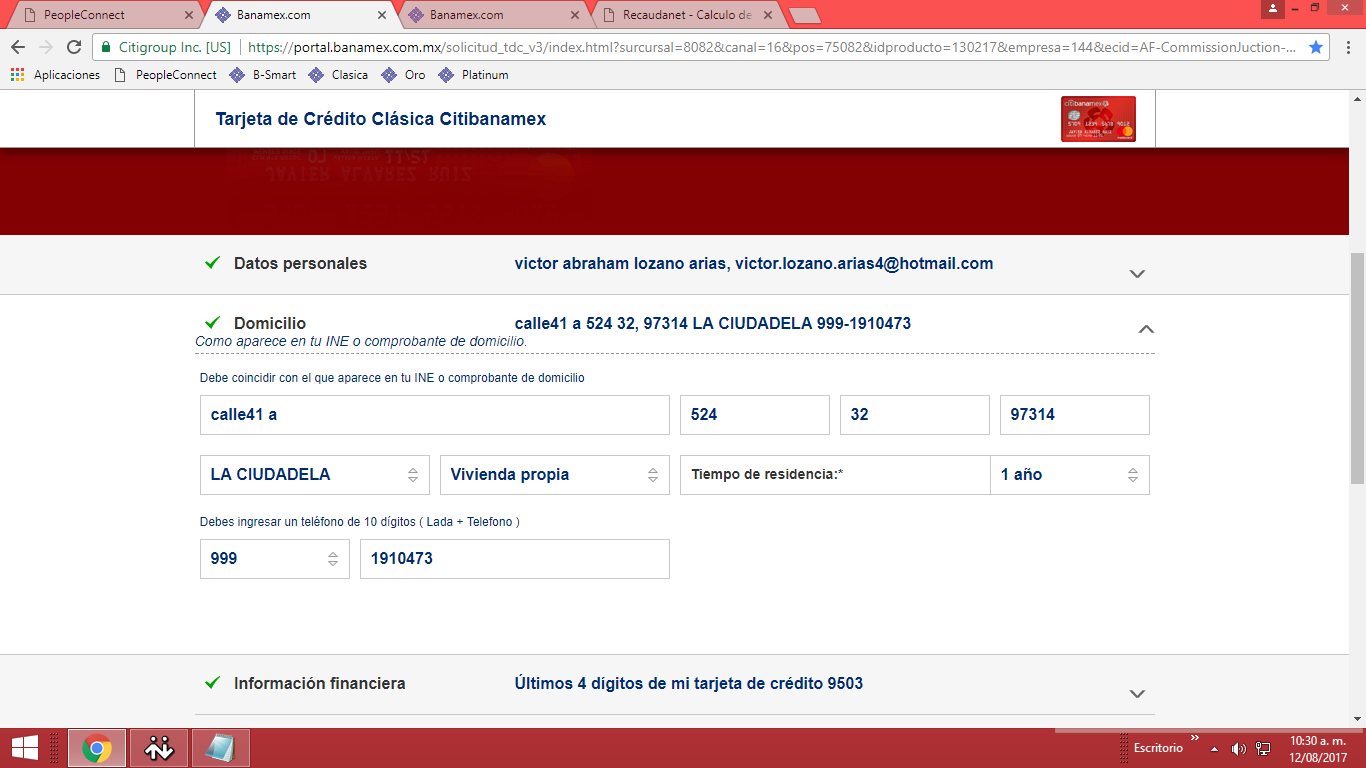 PeopleConnect
Banamex.com
Banamex.com
Recaudanet - Calculo de
Citigroup Inc. [US]
https://portal.banamex.com.mx/solicitud_tdc_v3/index.html?surcursal=8082&canal=16&pos=75082&idproducto=130217&empresa=144&ecid=AF-CommissionJuction-...
Aplicaciones
PeopleConnect
B-Smart
Clasica
Oro
Platinum
Tarjeta de Crédito Clásica Citibanamex
citibanamex
JAVIER ALVAREZ RUIZ
Datos personales
victor abraham lozano arias, victor.lozano.arias4@hotmail.com
Domicilio
calle41 a 524 32, 97314 LA CIUDADELA 999-1910473
Como aparece en tu INE o comprobante de domicilio.
Debe coincidir con el que aparece en tu INE o comprobante de domicilio
calle41 a
524
32
97314
LA CIUDADELA
Vivienda propia
Tiempo de residencia:*
1 año
Debes ingresar un teléfono de 10 dígitos ( Lada + Telefono )
999
1910473
Información financiera
Últimos 4 dígitos de mi tarjeta de crédito 9503
Escritorio
10:30 a. m.
12/08/2017